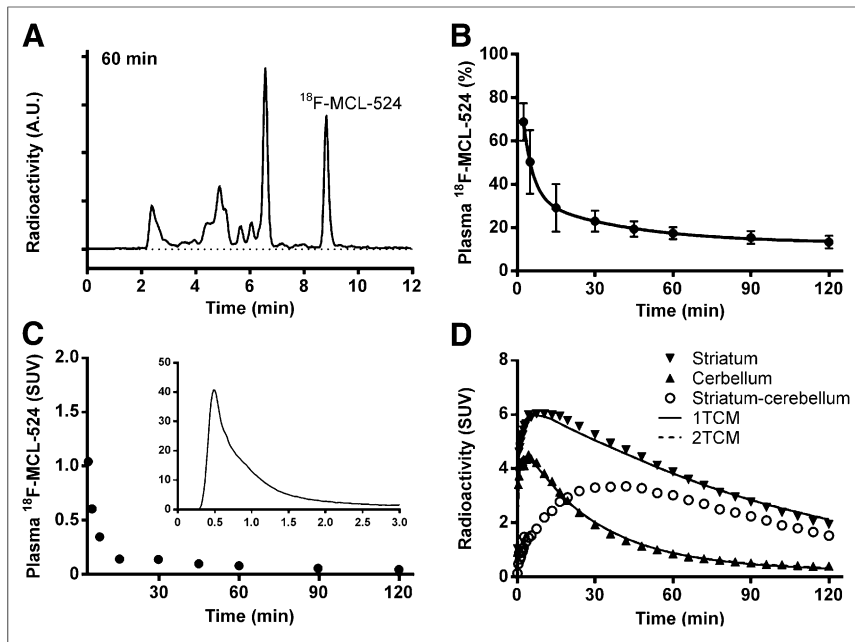 A
60 min
¹⁸F-MCL-524
Radioactivity (A.U.)
0 2 4 6 8 10 12
Time (min)
B
100
80
60
40
20
0
Plasma ¹⁸F-MCL-524 (%)
0 30 60 90 120
Time (min)
C
2.0
1.5
1.0
0.5
0
Plasma ¹⁸F-MCL-524 (SUV)
50
40
30
20
10
0
0 0.5 1.0 1.5 2.0 2.5 3.0
30 60 90 120
Time (min)
D
8
6
4
2
0
Radioactivity (SUV)
Striatum
Cerbellum
Striatum-cerebellum
1TCM
2TCM
0 30 60 90 120
Time (min)